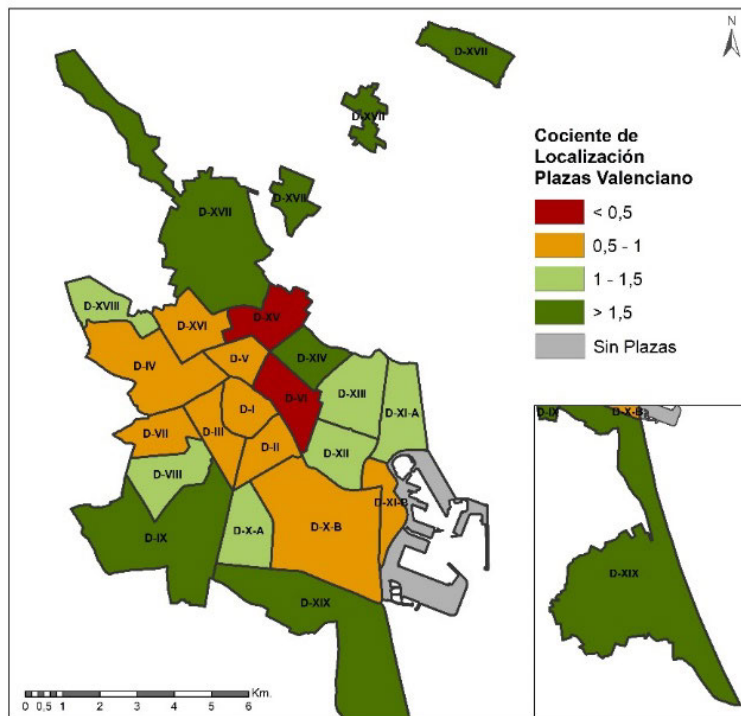 D-XVII
N
D-XVII
D-XVII
D-XVII
Cociente de
Localización
Plazas Valenciano
< 0,5
0,5 - 1
1 - 1,5
> 1,5
Sin Plazas
D-XVIII
D-XVI
D-XV
D-IV
D-V
D-XIV
D-VI
D-XIII
D-XI-A
D-I
D-VII
D-III
D-II
D-XII
D-VIII
D-XI-B
D-X-A
D-X-B
D-IX
D-XIX
D-IX
D-X-B
D-XIX
Km.
0 0,5 1 2 3 4 5 6